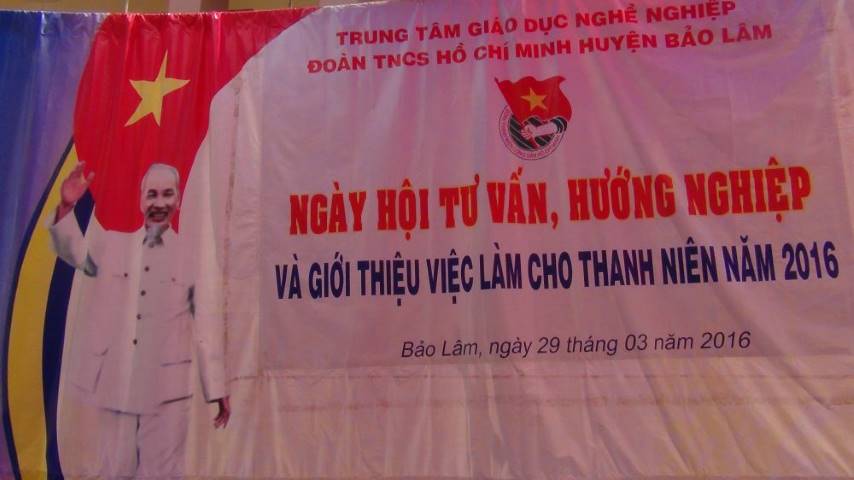 TRUNG TÂM GIÁO DỤC NGHỀ NGHIỆP
ĐOÀN TNCS HỒ CHÍ MINH HUYỆN BẢO LÂM
NGÀY HỘI TƯ VẤN, HƯỚNG NGHIỆP
VÀ GIỚI THIỆU VIỆC LÀM CHO THANH NIÊN NĂM 2016
Bảo Lâm, ngày 29 tháng 03 năm 2016